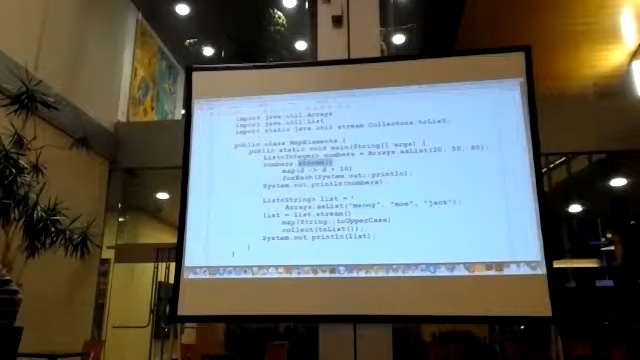 import java.util.Arrays
import java.util.List
import static java.util.stream.Collectors.toList;
public class MapElements {
public static void main(String[] args) {
List<Integer> numbers = Arrays.asList(20, 50, 80);
numbers.stream()
.map(d -> d + 10)
.forEach(System.out::println);
System.out.println(numbers)
List<String> list =
Arrays.asList("manny", "moe", "jack");
list = list.stream()
.map(String::toUpperCase)
.collect(toList());
System.out.println(list)
}
}